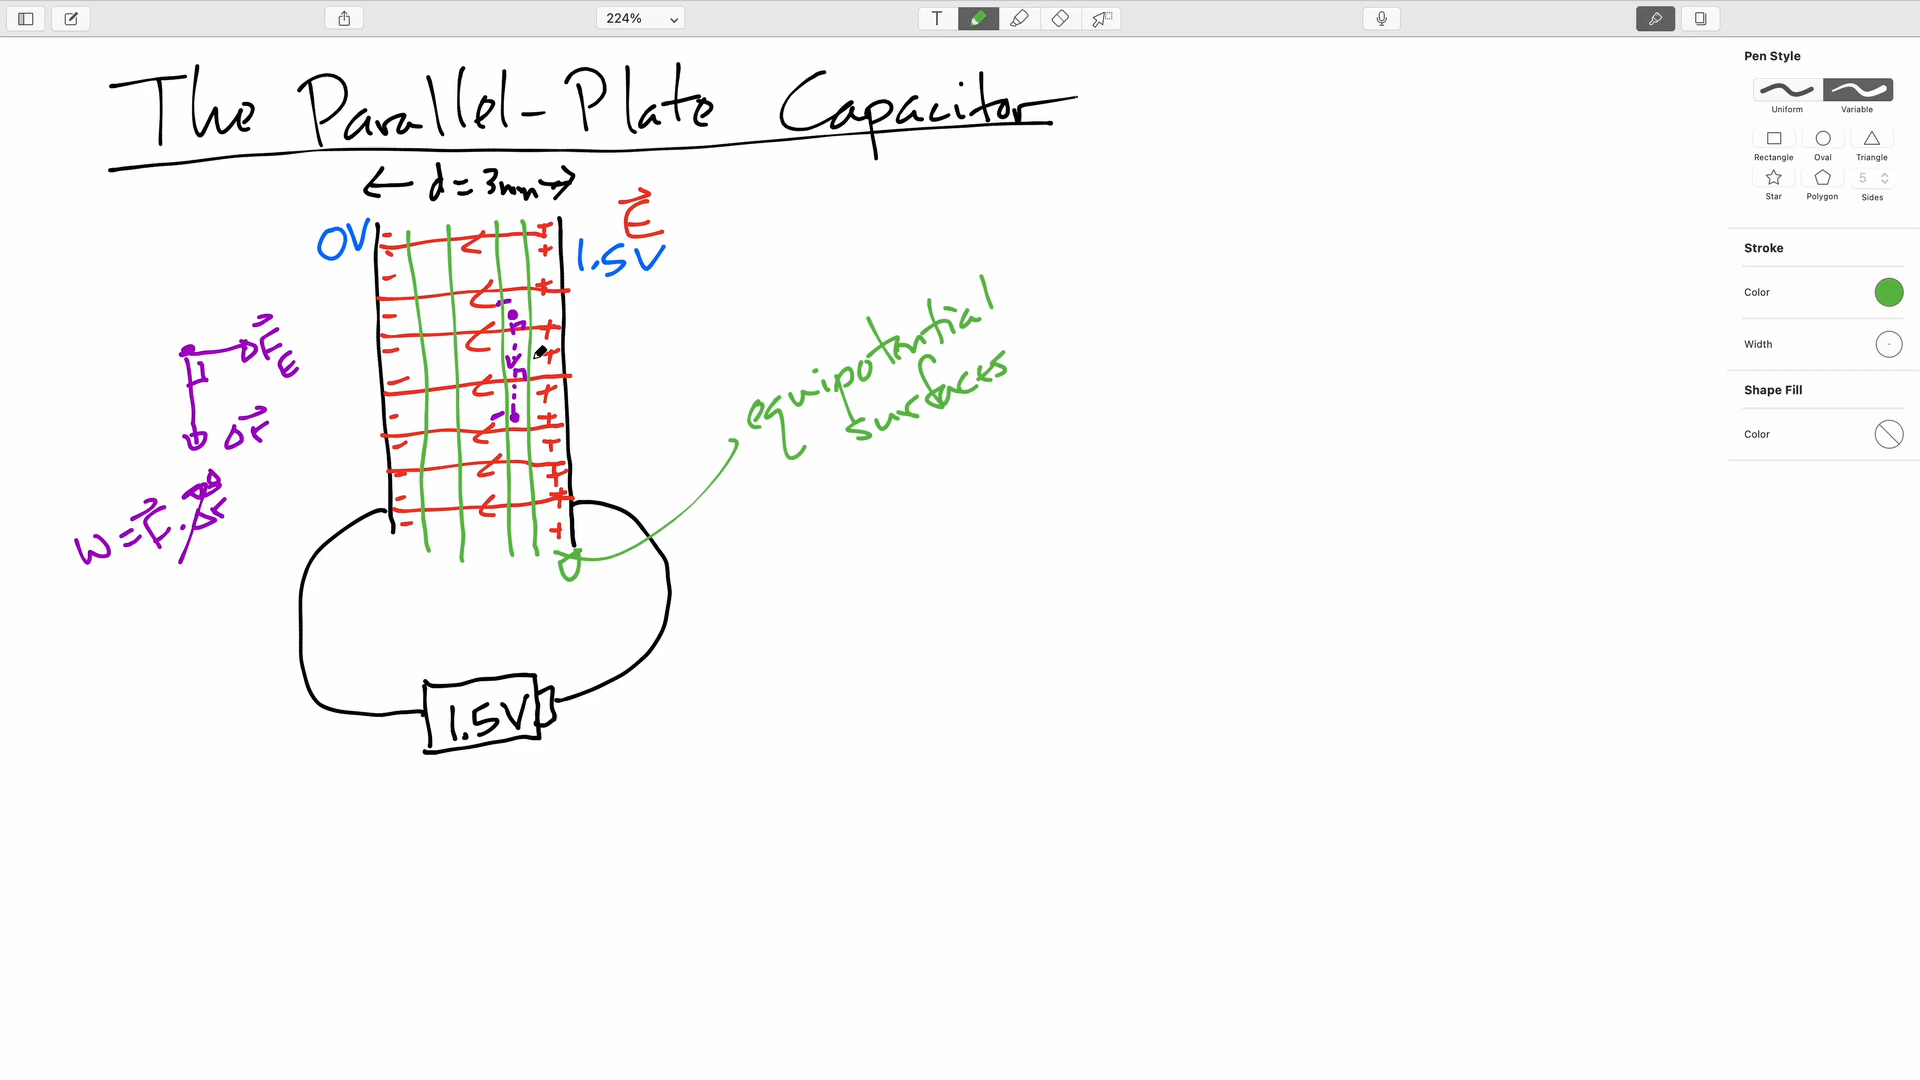 224%
T
Pen Style
Uniform
Variable
Rectangle
Oval
Triangle
5
Star
Polygon
Sides
Stroke
Color
Width
Shape Fill
Color
The Parallel-Plate Capacitor
d = 3mm
0V
E
1.5V
F E
Δr
W = F · Δr
equipotential
surfaces
1.5V